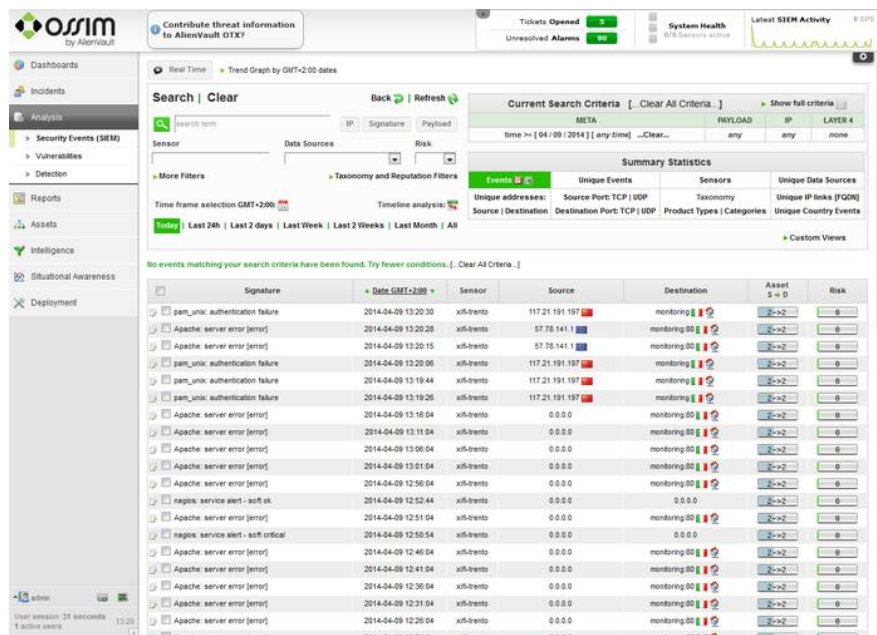 OSSIM
by AlienVault
Contribute threat information
to AlienVault OTX?
Tickets Opened 5
Unresolved Alarms 90
System Health
0/0 Sensors active
Latest SIEM Activity
0 EPS
Dashboards
Incidents
Analysis
Security Events (SIEM)
Vulnerabilities
Detection
Reports
Assets
Intelligence
Situational Awareness
Deployment
admin
User session: 31 seconds
1 active users
13:20
Real Time Trend Graph by GMT+2:00 dates
Search | Clear Back Refresh
search term IP Signature Payload
Sensor Data Sources Risk
More Filters Taxonomy and Reputation Filters
Time frame selection GMT+2:00: Timeline analysis:
Today | Last 24h | Last 2 days | Last Week | Last 2 Weeks | Last Month | All
Current Search Criteria [...Clear All Criteria...] Show full criteria
META PAYLOAD IP LAYER 4
time >= [ 04 / 09 / 2014 ] [ any time] ...Clear... any any none
Summary Statistics
Events Unique Events Sensors Unique Data Sources
Unique addresses: Source Port: TCP | UDP Taxonomy Unique IP links [FQDN]
Source | Destination Destination Port: TCP | UDP Product Types | Categories Unique Country Events
Custom Views
No events matching your search criteria have been found. Try fewer conditions. [...Clear All Criteria...]
Signature Date GMT+2:00 Sensor Source Destination Asset S D Risk
pam_unix: authentication failure 2014-04-09 13:20:30 xifi-trento 117.21.191.197 monitoring 2->2 0
Apache: server error [error] 2014-04-09 13:20:28 xifi-trento 57.78.141.1 monitoring:80 2->2 0
Apache: server error [error] 2014-04-09 13:20:15 xifi-trento 57.78.141.1 monitoring:80 2->2 0
pam_unix: authentication failure 2014-04-09 13:20:06 xifi-trento 117.21.191.197 monitoring 2->2 0
pam_unix: authentication failure 2014-04-09 13:19:44 xifi-trento 117.21.191.197 monitoring 2->2 0
pam_unix: authentication failure 2014-04-09 13:19:26 xifi-trento 117.21.191.197 monitoring 2->2 0
Apache: server error [error] 2014-04-09 13:16:04 xifi-trento 0.0.0.0 monitoring:80 2->2 0
Apache: server error [error] 2014-04-09 13:11:04 xifi-trento 0.0.0.0 monitoring:80 2->2 0
Apache: server error [error] 2014-04-09 13:06:04 xifi-trento 0.0.0.0 monitoring:80 2->2 0
Apache: server error [error] 2014-04-09 13:01:04 xifi-trento 0.0.0.0 monitoring:80 2->2 0
Apache: server error [error] 2014-04-09 12:56:04 xifi-trento 0.0.0.0 monitoring:80 2->2 0
nagios: service alert - soft ok 2014-04-09 12:52:44 xifi-trento 0.0.0.0 0.0.0.0 2->2 0
Apache: server error [error] 2014-04-09 12:51:04 xifi-trento 0.0.0.0 monitoring:80 2->2 0
nagios: service alert - soft critical 2014-04-09 12:50:54 xifi-trento 0.0.0.0 0.0.0.0 2->2 0
Apache: server error [error] 2014-04-09 12:46:04 xifi-trento 0.0.0.0 monitoring:80 2->2 0
Apache: server error [error] 2014-04-09 12:41:04 xifi-trento 0.0.0.0 monitoring:80 2->2 0
Apache: server error [error] 2014-04-09 12:36:04 xifi-trento 0.0.0.0 monitoring:80 2->2 0
Apache: server error [error] 2014-04-09 12:31:04 xifi-trento 0.0.0.0 monitoring:80 2->2 0
Apache: server error [error] 2014-04-09 12:26:04 xifi-trento 0.0.0.0 monitoring:80 2->2 0